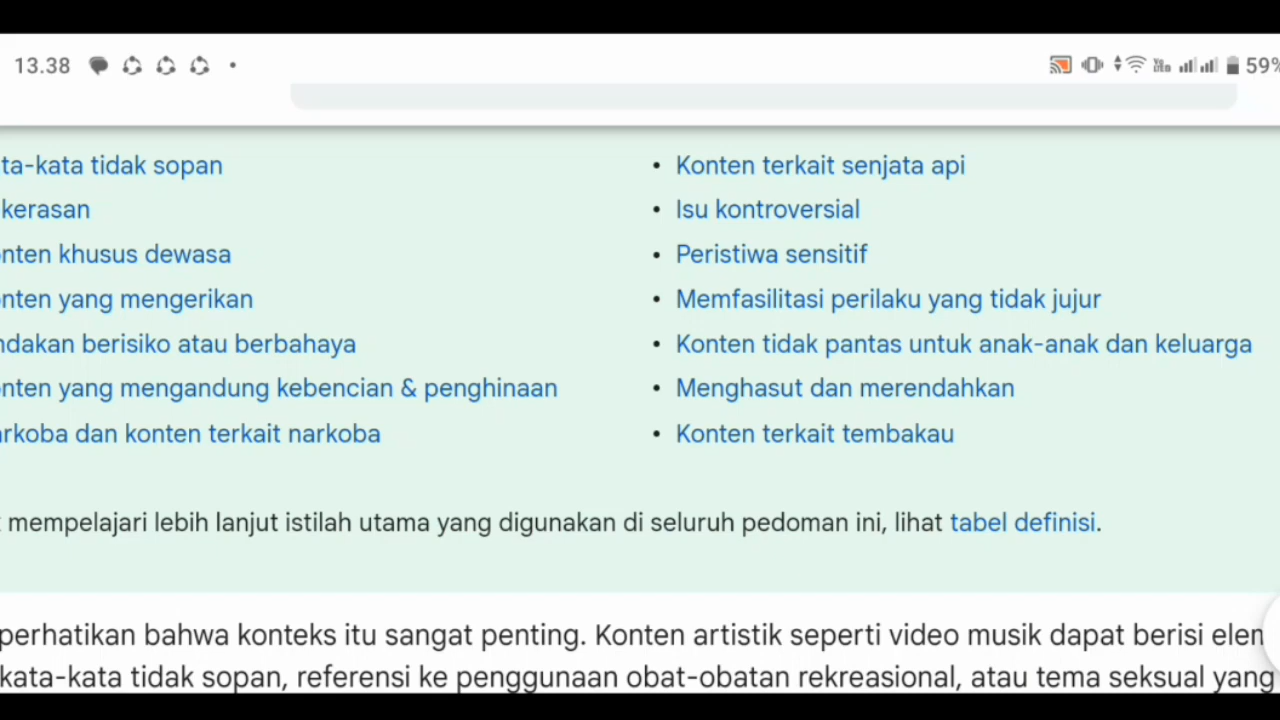 13.38
59%
ta-kata tidak sopan
kerasan
nten khusus dewasa
nten yang mengerikan
ndakan berisiko atau berbahaya
nten yang mengandung kebencian & penghinaan
rkoba dan konten terkait narkoba
• Konten terkait senjata api
• Isu kontroversial
• Peristiwa sensitif
• Memfasilitasi perilaku yang tidak jujur
• Konten tidak pantas untuk anak-anak dan keluarga
• Menghasut dan merendahkan
• Konten terkait tembakau
mempelajari lebih lanjut istilah utama yang digunakan di seluruh pedoman ini, lihat tabel definisi.
perhatikan bahwa konteks itu sangat penting. Konten artistik seperti video musik dapat berisi elem
kata-kata tidak sopan, referensi ke penggunaan obat-obatan rekreasional, atau tema seksual yang